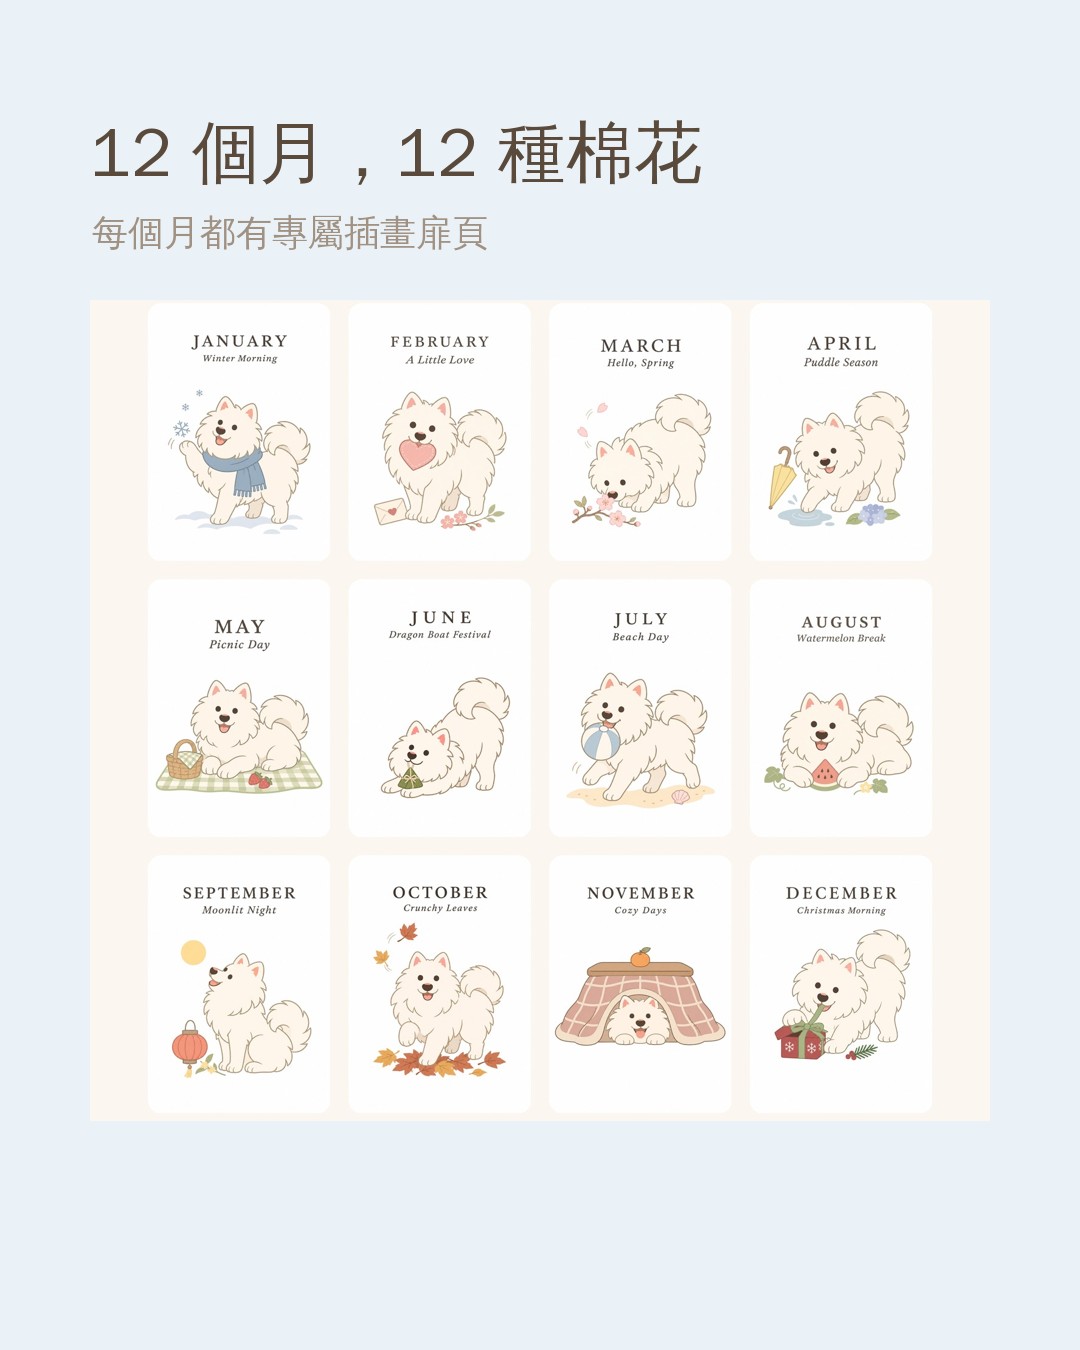 12 個月，12 種棉花
每個月都有專屬插畫扉頁
JANUARY
Winter Morning
FEBRUARY
A Little Love
MARCH
Hello, Spring
APRIL
Puddle Season
MAY
Picnic Day
JUNE
Dragon Boat Festival
JULY
Beach Day
AUGUST
Watermelon Break
SEPTEMBER
Moonlit Night
OCTOBER
Crunchy Leaves
NOVEMBER
Cozy Days
DECEMBER
Christmas Morning